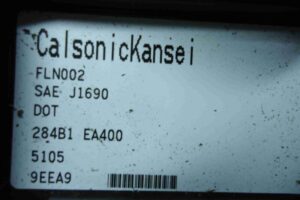 CalsonicKansei
FLN002
SAE J1690
DOT
284B1 EA400
5105
9EEA9